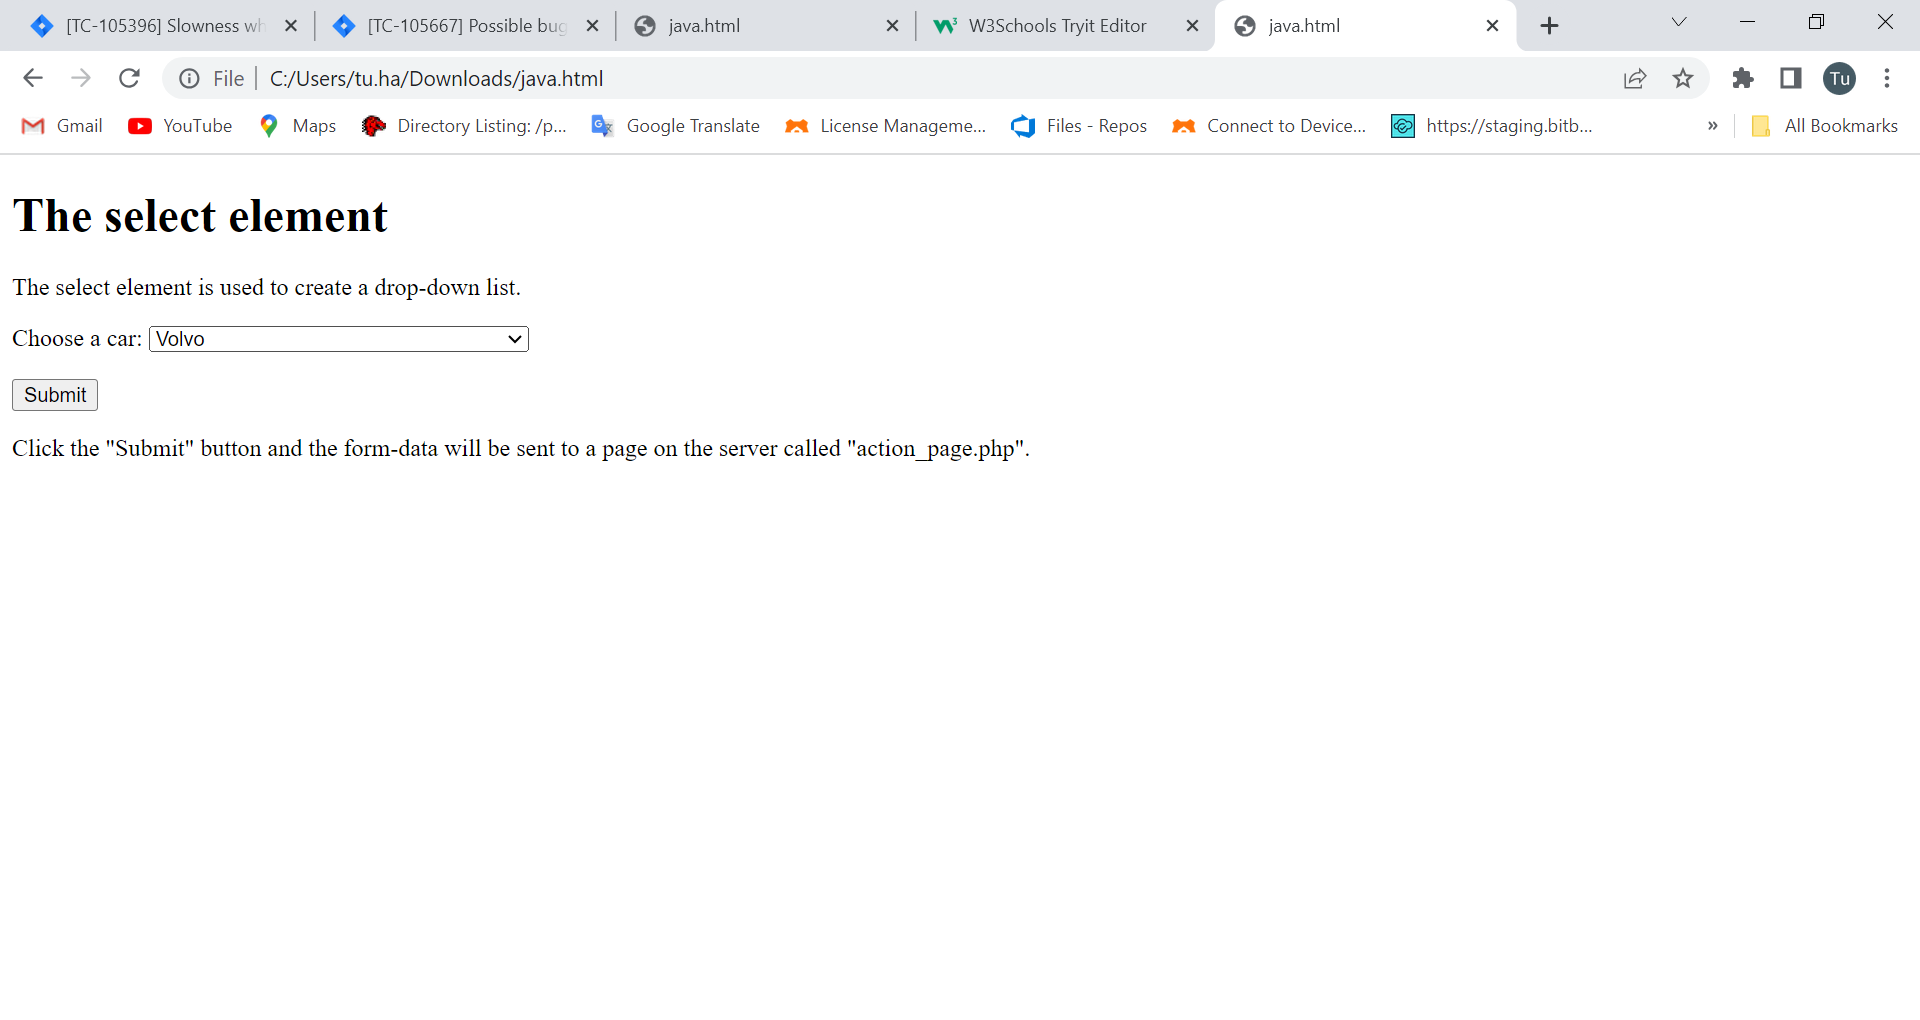 [TC-105396] Slowness wh
[TC-105667] Possible bug
java.html
W3Schools Tryit Editor
java.html
File
C:/Users/tu.ha/Downloads/java.html
Tu
Gmail
YouTube
Maps
Directory Listing: /p...
Google Translate
License Manageme...
Files - Repos
Connect to Device...
https://staging.bitb...
»
All Bookmarks
The select element
The select element is used to create a drop-down list.
Choose a car: Volvo
Submit
Click the "Submit" button and the form-data will be sent to a page on the server called "action_page.php".